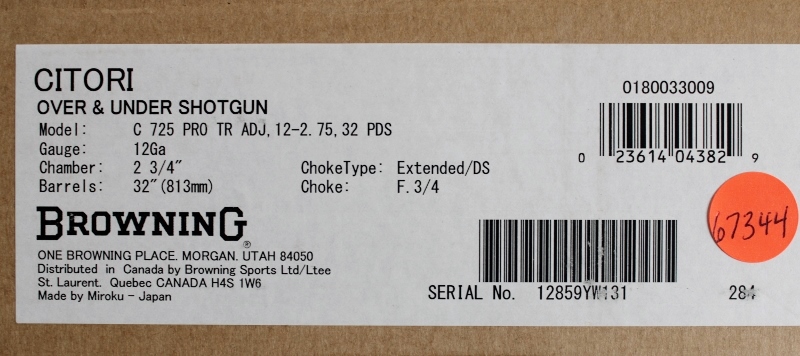 CITORI
OVER & UNDER SHOTGUN
Model: C 725 PRO TR ADJ, 12-2.75, 32 PDS
Gauge: 12Ga
Chamber: 2 3/4" ChokeType: Extended/DS
Barrels: 32"(813mm) Choke: F.3/4
BROWNING®
ONE BROWNING PLACE. MORGAN. UTAH 84050
Distributed in Canada by Browning Sports Ltd/Ltee
St. Laurent. Quebec CANADA H4S 1W6
Made by Miroku - Japan
0180033009
0 23614 04382 9
67344
SERIAL No. 12859YW131
284